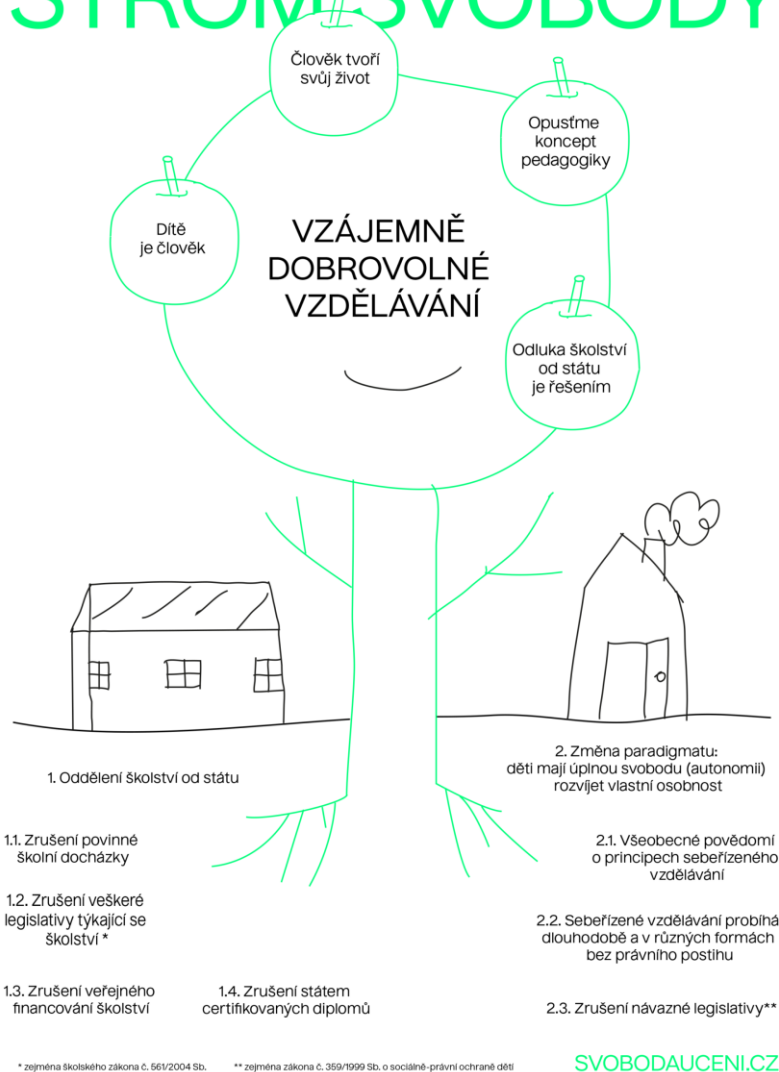 STROM SVOBODY
Člověk tvoří
svůj život
Opusťme
koncept
pedagogiky
Dítě
je člověk
VZÁJEMNĚ
DOBROVOLNÉ
VZDĚLÁVÁNÍ
Odluka školství
od státu
je řešením
1. Oddělení školství od státu
1.1. Zrušení povinné
školní docházky
1.2. Zrušení veškeré
legislativy týkající se
školství *
1.3. Zrušení veřejného
financování školství
1.4. Zrušení státem
certifikovaných diplomů
2. Změna paradigmatu:
děti mají úplnou svobodu (autonomii)
rozvíjet vlastní osobnost
2.1. Všeobecné povědomí
o principech sebeřízeného
vzdělávání
2.2. Sebeřízené vzdělávání probíhá
dlouhodobě a v různých formách
bez právního postihu
2.3. Zrušení návazné legislativy**
* zejména školského zákona č. 561/2004 Sb.
** zejména zákona č. 359/1999 Sb. o sociálně-právní ochraně dětí
SVOBODAUCENI.CZ